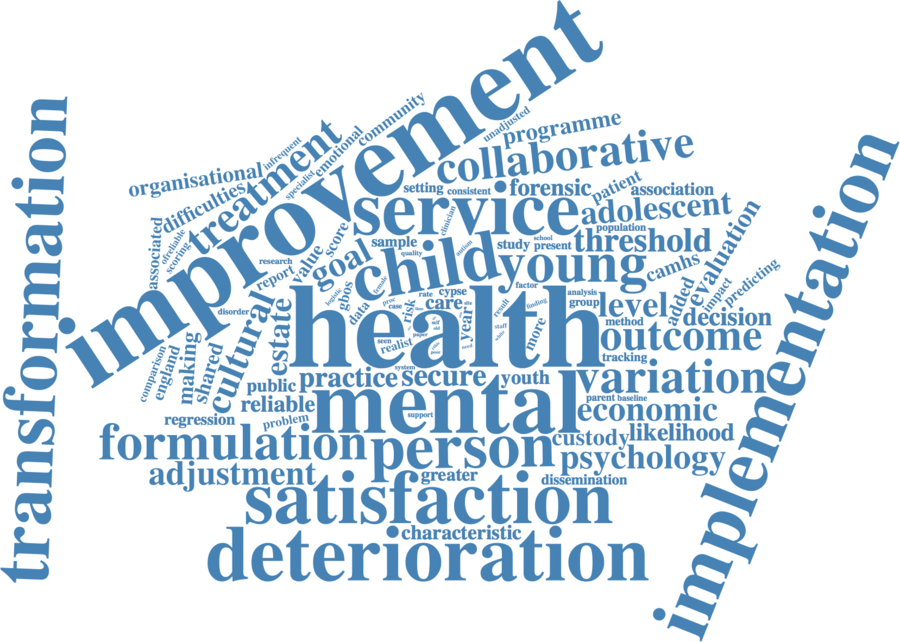 transformation
improvement
implementation
organisational
infrequent
emotional
community
unadjusted
programme
difficulties
treatment
specialist
collaborative
setting
consistent
forensic
patient
association
associated
ofreliable
scoring
service
clinician
adolescent
population
research
value
score
sample
quality
autism
study
school
present
threshold
report
goal
child
young
camhs
evaluation
disorder
gbos
data
logistic
female
factor
added
impact
predicting
cultural
estate
health
proc
case
risk
rate
cypse
care
year
result
staff
finding
more
analysis
group
level
method
decision
outcome
tracking
comparison
england
making
shared
seen
realist
paper
system
public
practice
secure
youth
variation
reliable
mental
support
parent
baseline
economic
regression
problem
formulation
person
custody
likelihood
adjustment
greater
psychology
satisfaction
dissemination
characteristic
deterioration